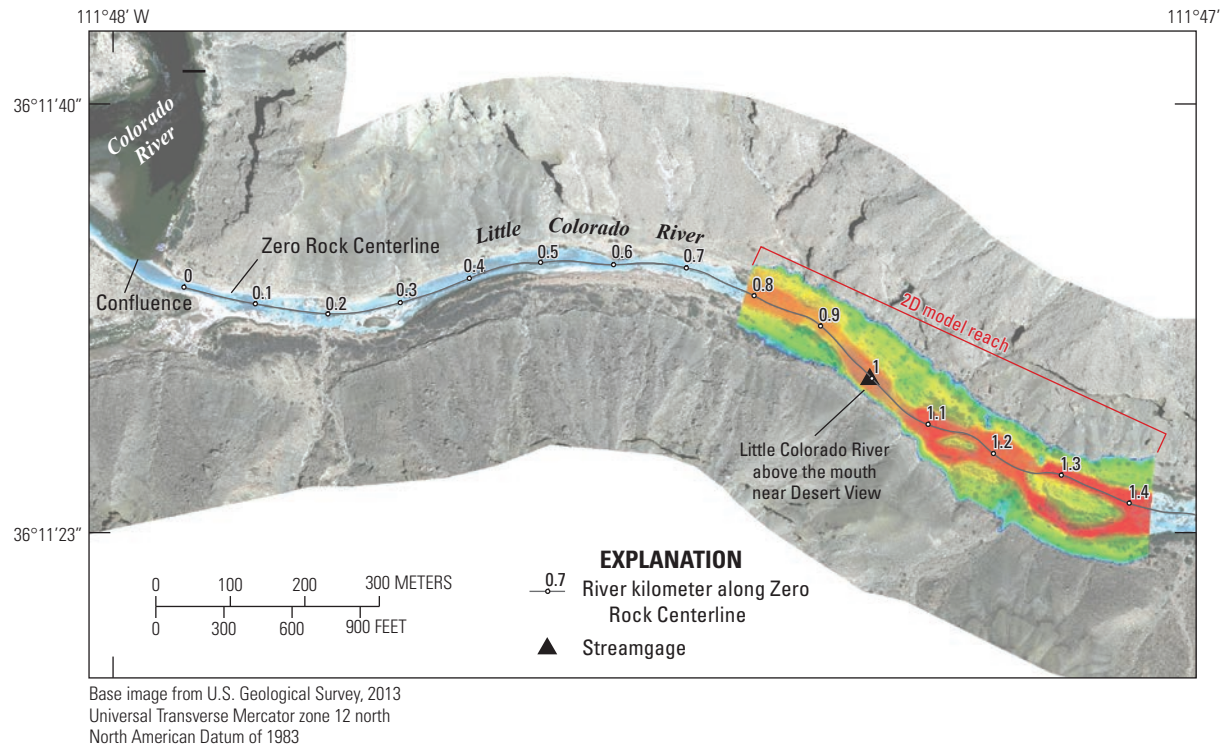 111°48' W
111°47'
36°11'40"
Colorado
River
Little Colorado River
Zero Rock Centerline
Confluence
0
0.1
0.2
0.3
0.4
0.5
0.6
0.7
0.8
0.9
1
1.1
1.2
1.3
1.4
2D model reach
Little Colorado River
above the mouth
near Desert View
36°11'23"
0 100 200 300 METERS
0 300 600 900 FEET
EXPLANATION
0.7 River kilometer along Zero
Rock Centerline
Streamgage
Base image from U.S. Geological Survey, 2013
Universal Transverse Mercator zone 12 north
North American Datum of 1983